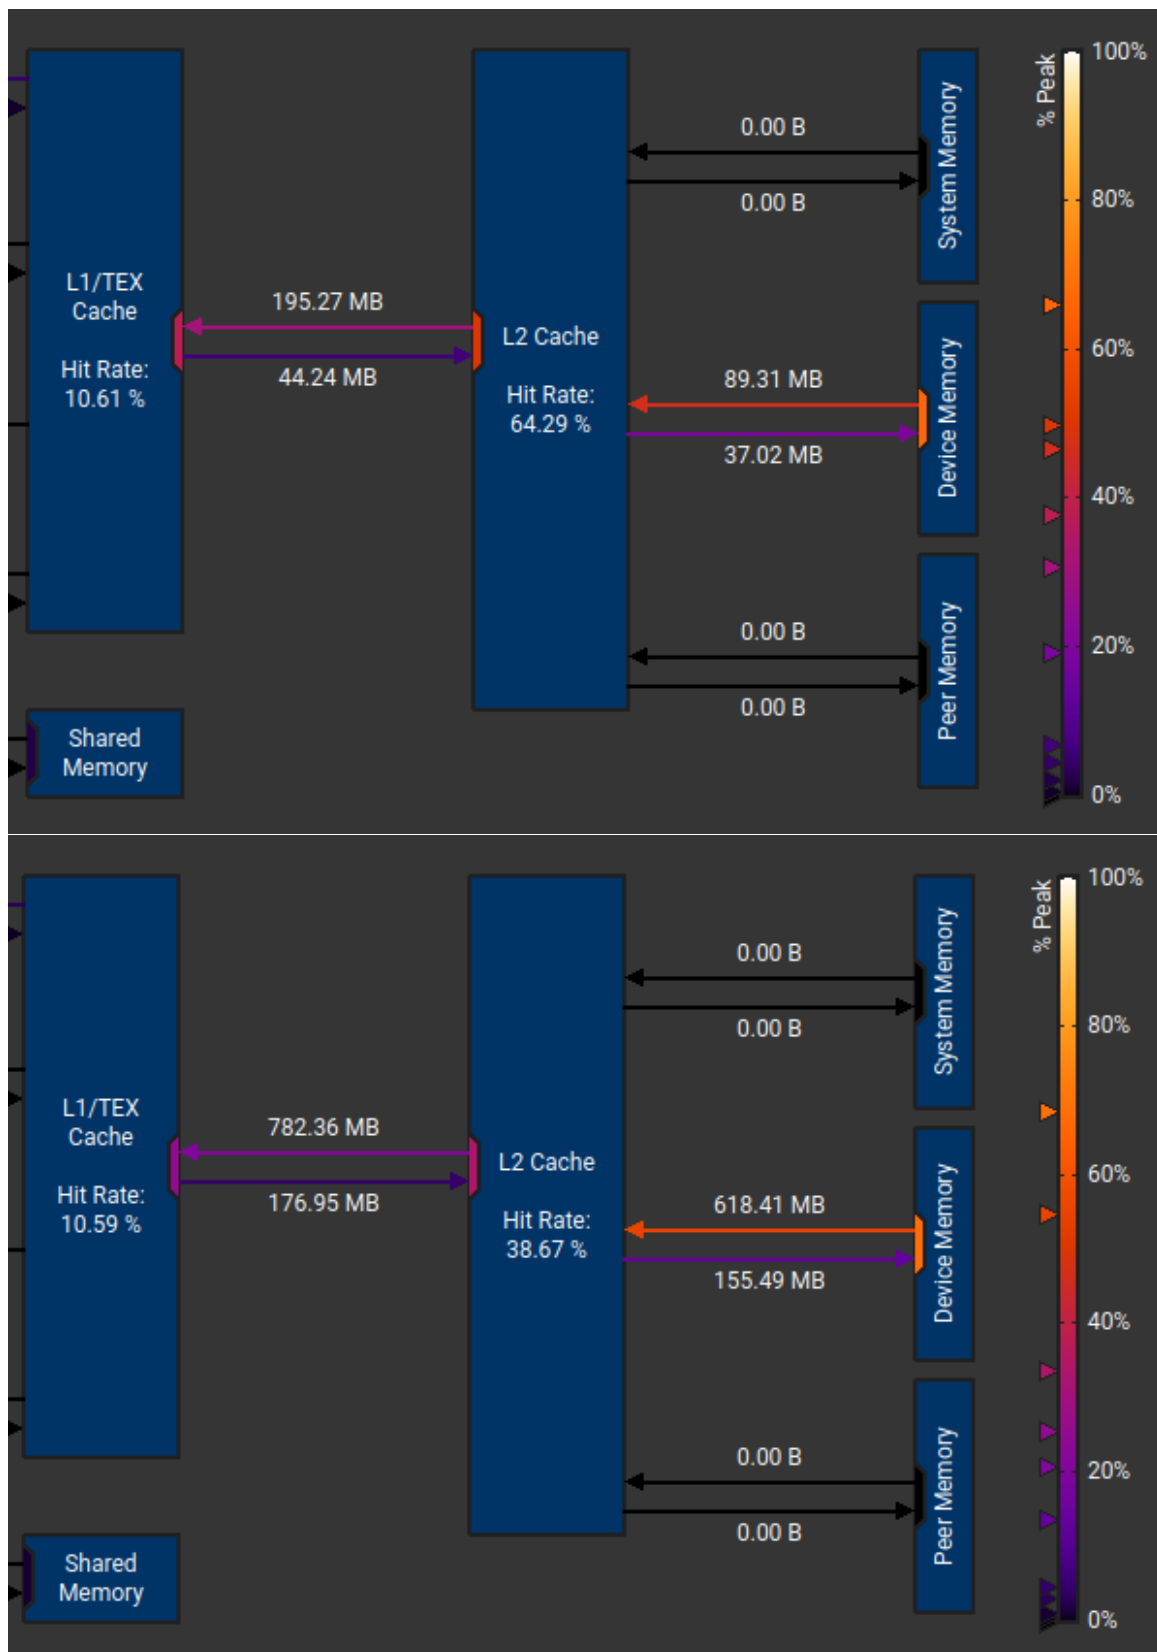 100%
% Peak
System Memory
0.00 B
0.00 B
80%
L1/TEX
Cache
Hit Rate:
10.61 %
195.27 MB
44.24 MB
L2 Cache
Hit Rate:
64.29 %
89.31 MB
37.02 MB
Device Memory
60%
40%
0.00 B
0.00 B
Peer Memory
20%
Shared
Memory
0%
100%
% Peak
System Memory
0.00 B
0.00 B
80%
L1/TEX
Cache
Hit Rate:
10.59 %
782.36 MB
176.95 MB
L2 Cache
Hit Rate:
38.67 %
618.41 MB
155.49 MB
Device Memory
60%
40%
0.00 B
0.00 B
Peer Memory
20%
Shared
Memory
0%